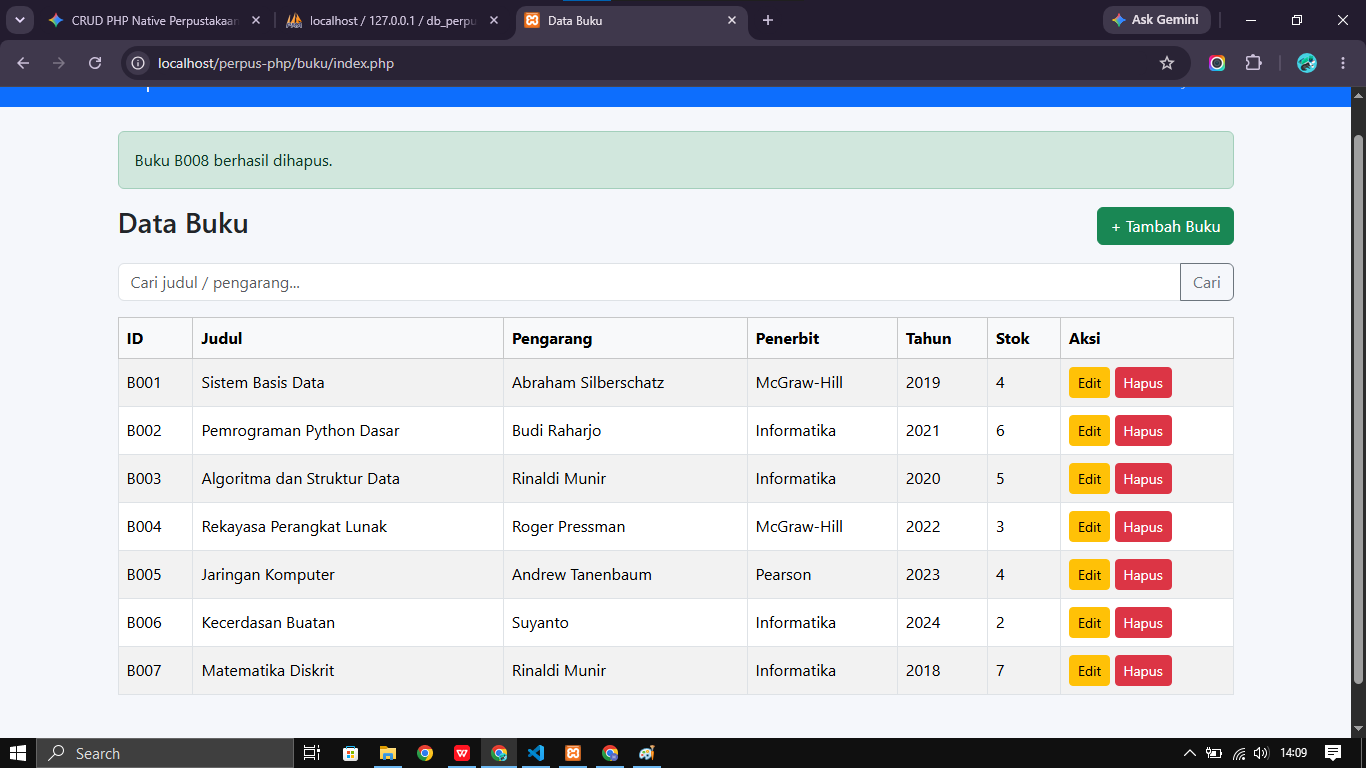 CRUD PHP Native Perpustakaan
localhost / 127.0.0.1 / db_perpu
Data Buku
Ask Gemini
localhost/perpus-php/buku/index.php
Buku B008 berhasil dihapus.
Data Buku
+ Tambah Buku
Cari judul / pengarang...
Cari
ID Judul Pengarang Penerbit Tahun Stok Aksi
B001 Sistem Basis Data Abraham Silberschatz McGraw-Hill 2019 4 Edit Hapus
B002 Pemrograman Python Dasar Budi Raharjo Informatika 2021 6 Edit Hapus
B003 Algoritma dan Struktur Data Rinaldi Munir Informatika 2020 5 Edit Hapus
B004 Rekayasa Perangkat Lunak Roger Pressman McGraw-Hill 2022 3 Edit Hapus
B005 Jaringan Komputer Andrew Tanenbaum Pearson 2023 4 Edit Hapus
B006 Kecerdasan Buatan Suyanto Informatika 2024 2 Edit Hapus
B007 Matematika Diskrit Rinaldi Munir Informatika 2018 7 Edit Hapus
Search
14:09